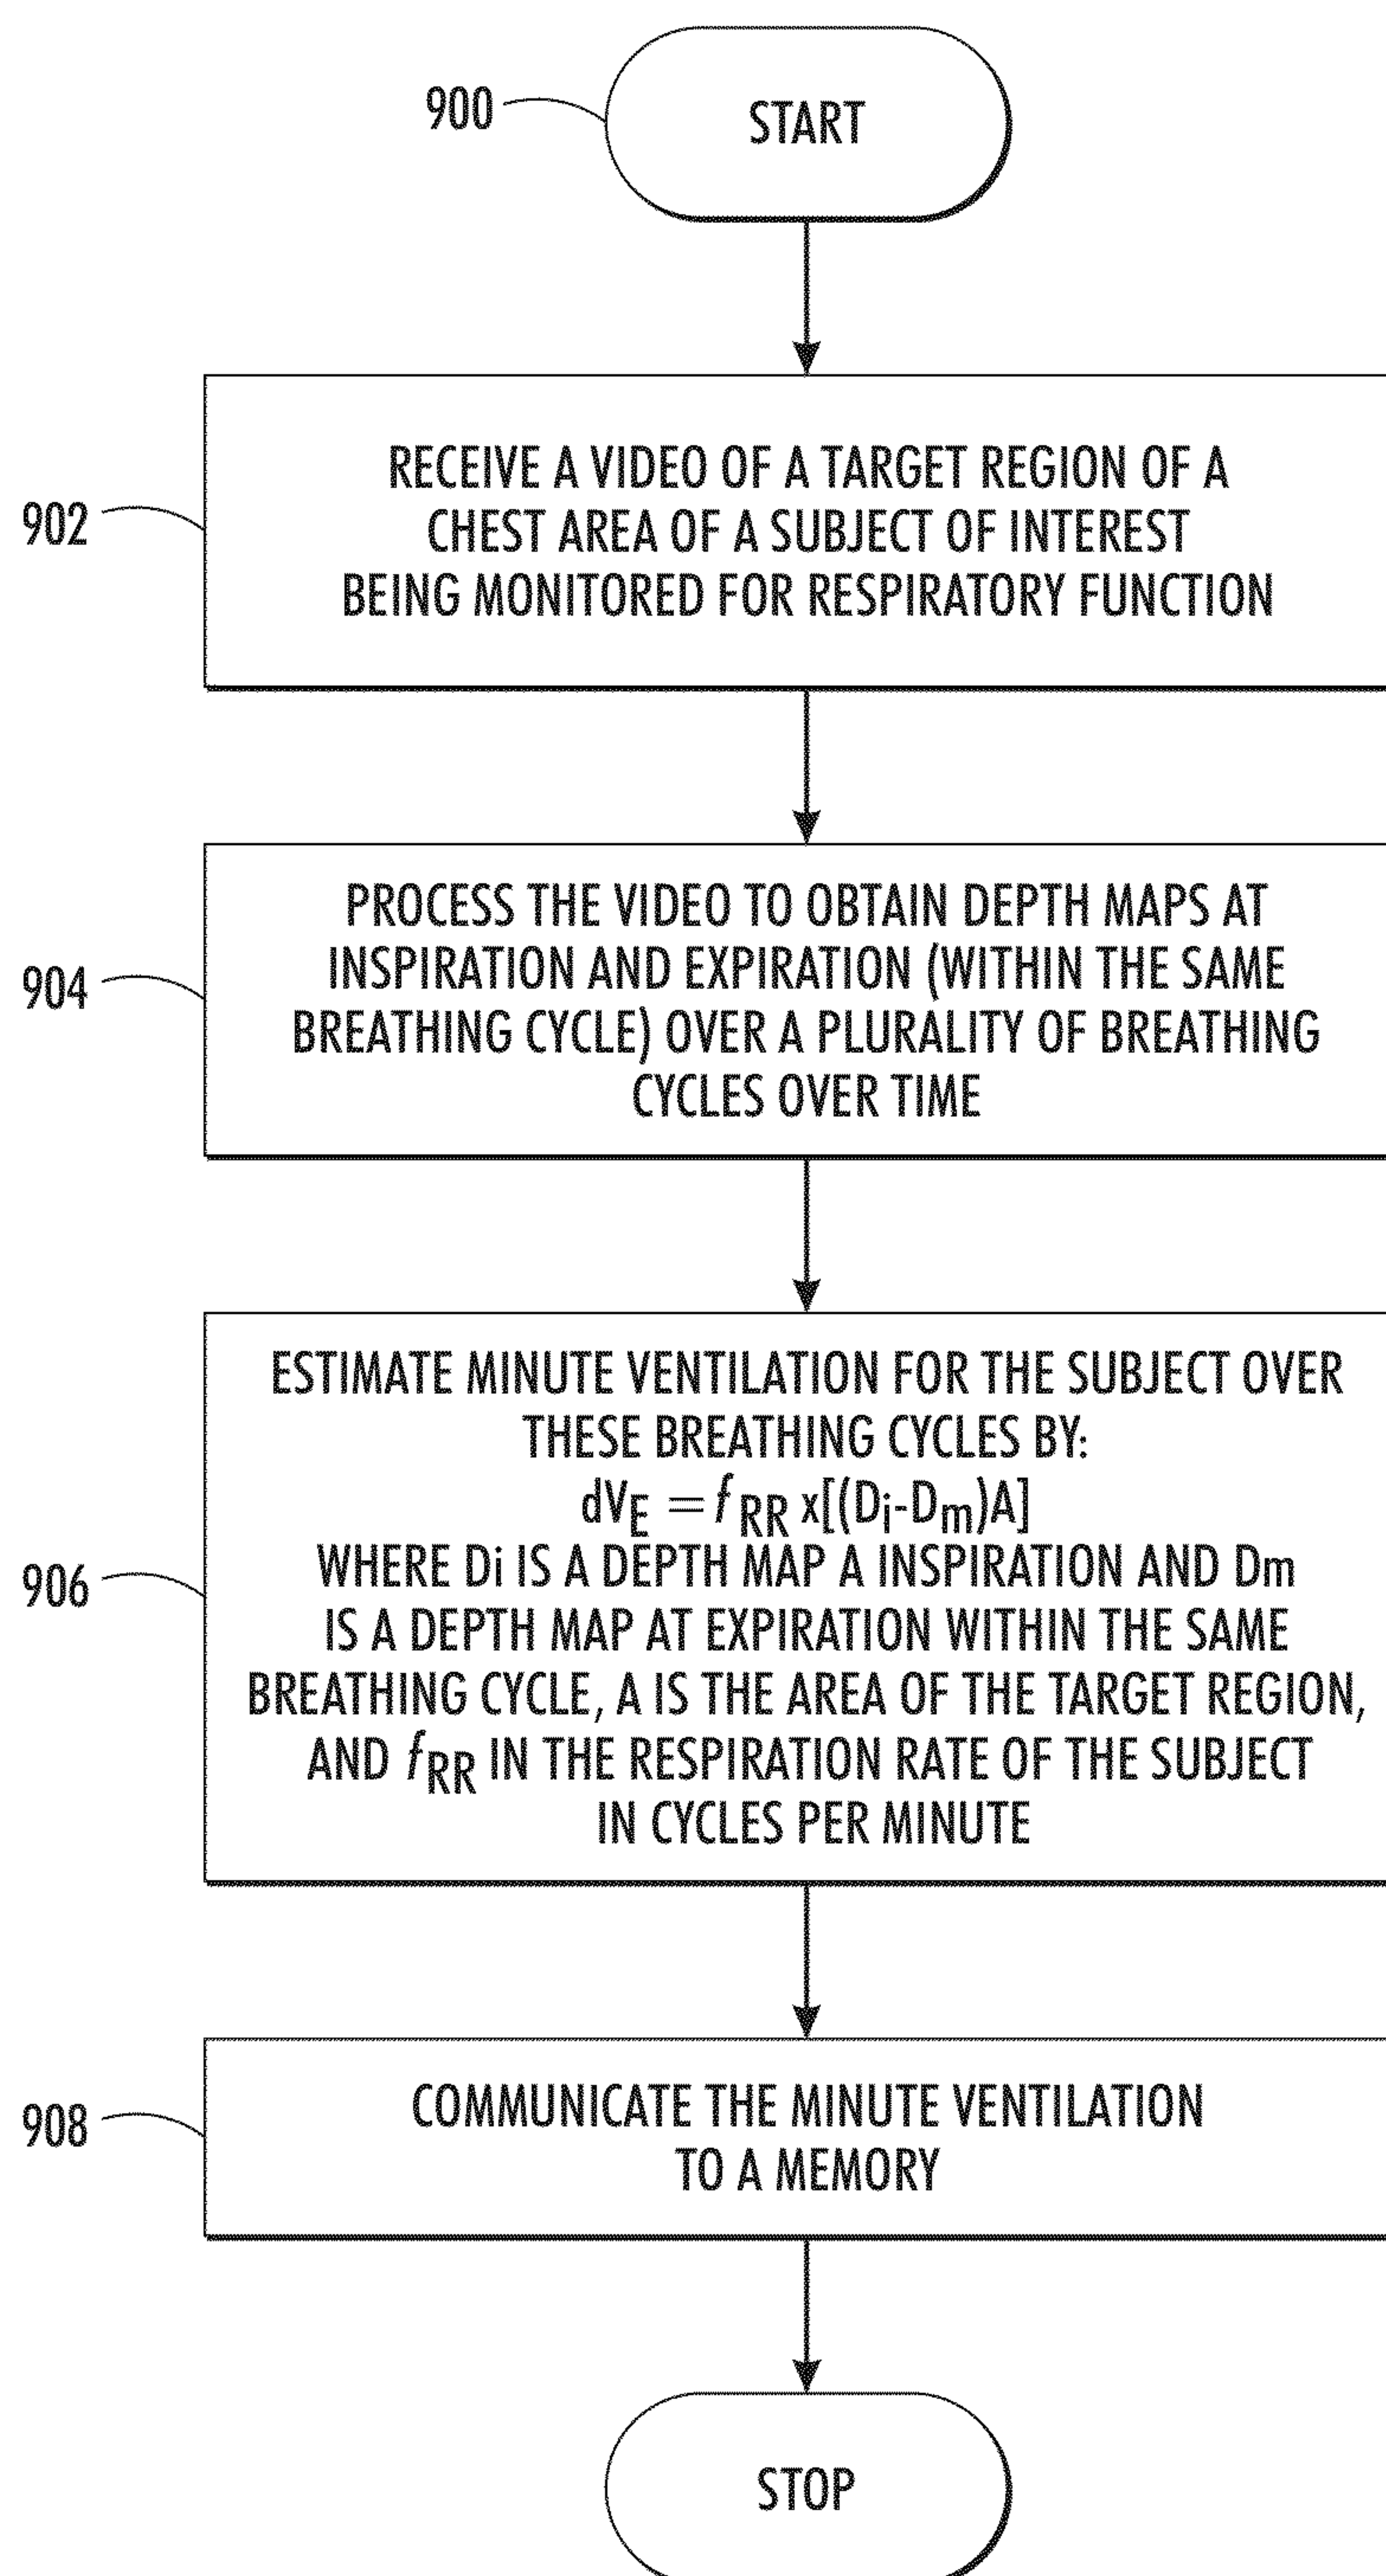 900
START
902
RECEIVE A VIDEO OF A TARGET REGION OF A
CHEST AREA OF A SUBJECT OF INTEREST
BEING MONITORED FOR RESPIRATORY FUNCTION
904
PROCESS THE VIDEO TO OBTAIN DEPTH MAPS AT
INSPIRATION AND EXPIRATION (WITHIN THE SAME
BREATHING CYCLE) OVER A PLURALITY OF BREATHING
CYCLES OVER TIME
906
ESTIMATE MINUTE VENTILATION FOR THE SUBJECT OVER
THESE BREATHING CYCLES BY:
dVE = fRR x[(Di-Dm)A]
WHERE Di IS A DEPTH MAP A INSPIRATION AND Dm
IS A DEPTH MAP AT EXPIRATION WITHIN THE SAME
BREATHING CYCLE, A IS THE AREA OF THE TARGET REGION,
AND fRR IN THE RESPIRATION RATE OF THE SUBJECT
IN CYCLES PER MINUTE
908
COMMUNICATE THE MINUTE VENTILATION
TO A MEMORY
STOP